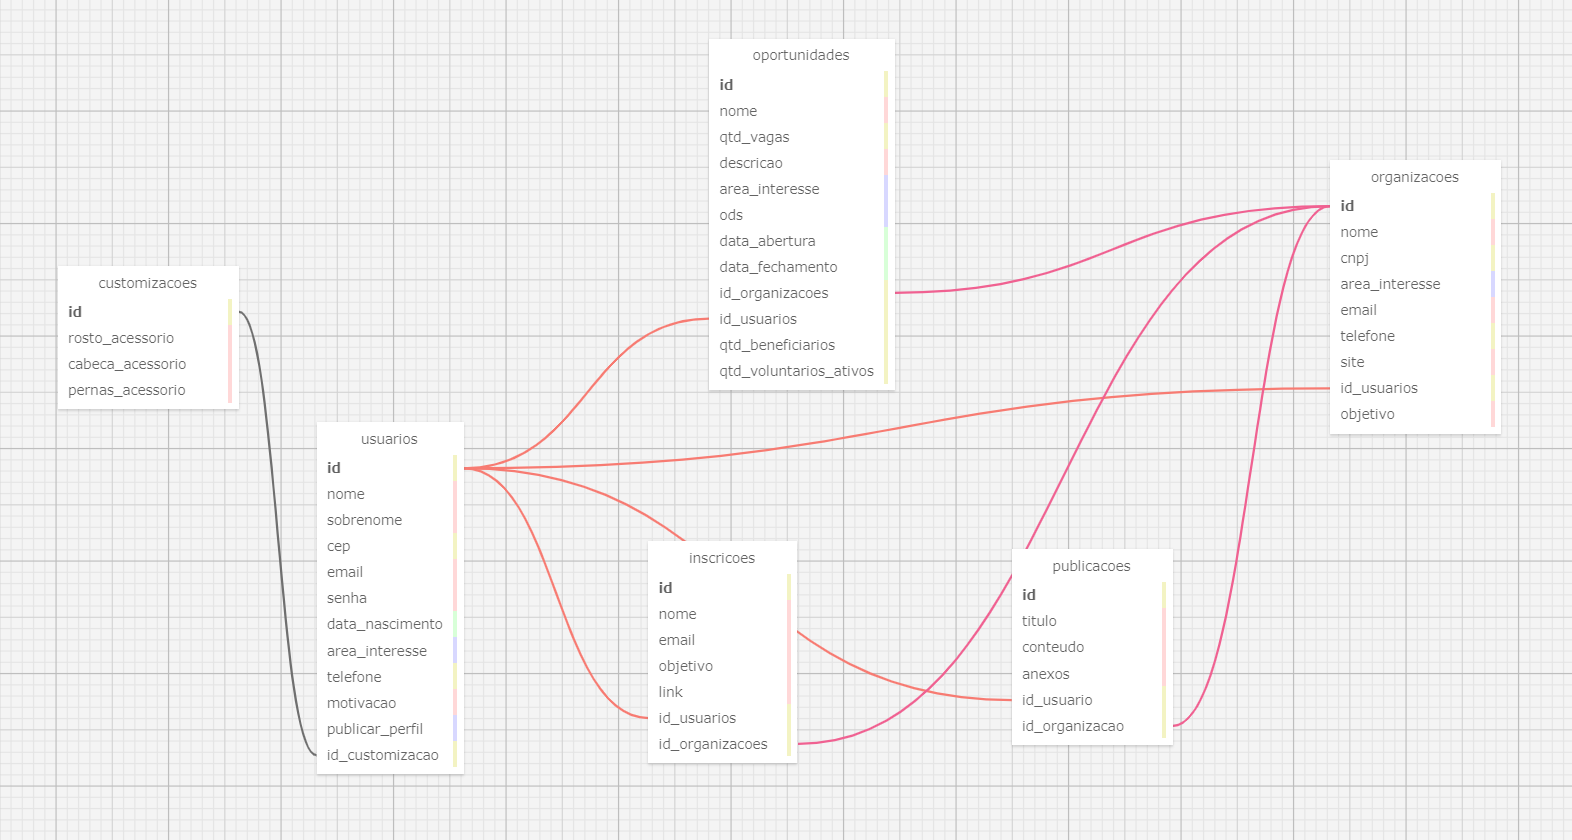 oportunidades
id
nome
qtd_vagas
descricao
area_interesse
ods
data_abertura
data_fechamento
id_organizacoes
id_usuarios
qtd_beneficiarios
qtd_voluntarios_ativos
organizacoes
id
nome
cnpj
area_interesse
email
telefone
site
id_usuarios
objetivo
customizacoes
id
rosto_acessorio
cabeca_acessorio
pernas_acessorio
usuarios
id
nome
sobrenome
cep
email
senha
data_nascimento
area_interesse
telefone
motivacao
publicar_perfil
id_customizacao
inscricoes
id
nome
email
objetivo
link
id_usuarios
id_organizacoes
publicacoes
id
titulo
conteudo
anexos
id_usuario
id_organizacao